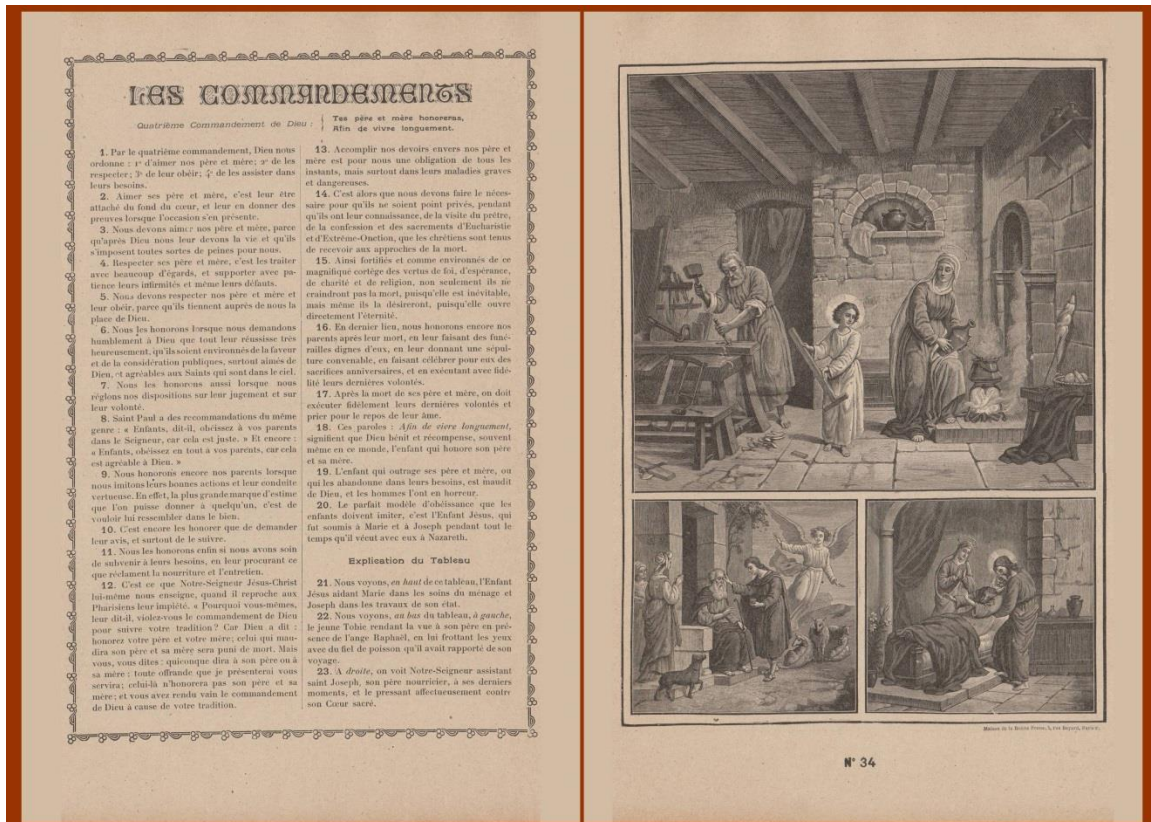 LES COMMANDEMENTS
Quatrième Commandement de Dieu :
Tes père et mère honoreras,
Afin de vivre longuement.
1. Par le quatrième commandement, Dieu nous
ordonne : 1° d'aimer nos père et mère; 2° de les
respecter; 3° de leur obéir; 4° de les assister dans
leurs besoins.
2. Aimer ses père et mère, c'est leur être
attaché du fond du cœur, et leur en donner des
preuves lorsque l'occasion s'en présente.
3. Nous devons aimer nos père et mère, parce
qu'après Dieu nous leur devons la vie et qu'ils
s'imposent toutes sortes de peines pour nous.
4. Respecter ses père et mère, c'est les traiter
avec beaucoup d'égards, et supporter avec pa-
tience leurs infirmités et même leurs défauts.
5. Nous devons respecter nos père et mère et
leur obéir, parce qu'ils tiennent auprès de nous la
place de Dieu.
6. Nous les honorons lorsque nous demandons
humblement à Dieu que tout leur réussisse très
heureusement, qu'ils soient environnés de la faveur
et de la considération publiques, surtout aimés de
Dieu, et agréables aux Saints qui sont dans le ciel.
7. Nous les honorons aussi lorsque nous
réglons nos dispositions sur leur jugement et sur
leur volonté.
8. Saint Paul a des recommandations du même
genre : « Enfants, dit-il, obéissez à vos parents
dans le Seigneur, car cela est juste. » Et encore :
« Enfants, obéissez en tout à vos parents, car cela
est agréable à Dieu. »
9. Nous honorons encore nos parents lorsque
nous imitons leurs bonnes actions et leur conduite
vertueuse. En effet, la plus grande marque d'estime
que l'on puisse donner à quelqu'un, c'est de
vouloir lui ressembler dans le bien.
10. C'est encore les honorer que de demander
leur avis, et surtout de le suivre.
11. Nous les honorons enfin si nous avons soin
de subvenir à leurs besoins, en leur procurant ce
que réclament la nourriture et l'entretien.
12. C'est ce que Notre-Seigneur Jésus-Christ
lui-même nous enseigne, quand il reproche aux
Pharisiens leur impiété. « Pourquoi vous-mêmes,
leur dit-il, violez-vous le commandement de Dieu
pour suivre votre tradition? Car Dieu a dit :
honorez votre père et votre mère; celui qui mau-
dira son père et sa mère sera puni de mort. Mais
vous, vous dites : quiconque dira à son père ou à
sa mère : toute offrande que je présenterai vous
servira; celui-là n'honorera pas son père et sa
mère; et vous avez rendu vain le commandement
de Dieu à cause de votre tradition.
13. Accomplir nos devoirs envers nos père et
mère est pour nous une obligation de tous les
instants, mais surtout dans leurs maladies graves
et dangereuses.
14. C'est alors que nous devons faire le néces-
saire pour qu'ils ne soient point privés, pendant
qu'ils ont leur connaissance, de la visite du prêtre,
de la confession et des sacrements d'Eucharistie
et d'Extrême-Onction, que les chrétiens sont tenus
de recevoir aux approches de la mort.
15. Ainsi fortifiés et comme environnés de ce
magnifique cortège des vertus de foi, d'espérance,
de charité et de religion, non seulement ils ne
craindront pas la mort, puisqu'elle est inévitable,
mais même ils la désireront, puisqu'elle ouvre
directement l'éternité.
16. En dernier lieu, nous honorons encore nos
parents après leur mort, en leur faisant des funé-
railles dignes d'eux, en leur donnant une sépul-
ture convenable, en faisant célébrer pour eux des
sacrifices anniversaires, et en exécutant avec fidé-
lité leurs dernières volontés.
17. Après la mort de ses père et mère, on doit
exécuter fidèlement leurs dernières volontés et
prier pour le repos de leur âme.
18. Ces paroles : Afin de vivre longuement,
signifient que Dieu bénit et récompense, souvent
même en ce monde, l'enfant qui honore son père
et sa mère.
19. L'enfant qui outrage ses père et mère, ou
qui les abandonne dans leurs besoins, est maudit
de Dieu, et les hommes l'ont en horreur.
20. Le parfait modèle d'obéissance que les
enfants doivent imiter, c'est l'Enfant Jésus, qui
fut soumis à Marie et à Joseph pendant tout le
temps qu'il vécut avec eux à Nazareth.
Explication du Tableau
21. Nous voyons, en haut de ce tableau, l'Enfant
Jésus aidant Marie dans les soins du ménage et
Joseph dans les travaux de son état.
22. Nous voyons, au bas du tableau, à gauche,
le jeune Tobie rendant la vue à son père en pré-
sence de l'ange Raphaël, en lui frottant les yeux
avec du fiel de poisson qu'il avait rapporté de son
voyage.
23. A droite, on voit Notre-Seigneur assistant
saint Joseph, son père nourricier, à ses derniers
moments, et le pressant affectueusement contre
son Cœur sacré.
Maison de la Bonne Presse, 5, rue Bayard, Paris.
N° 34